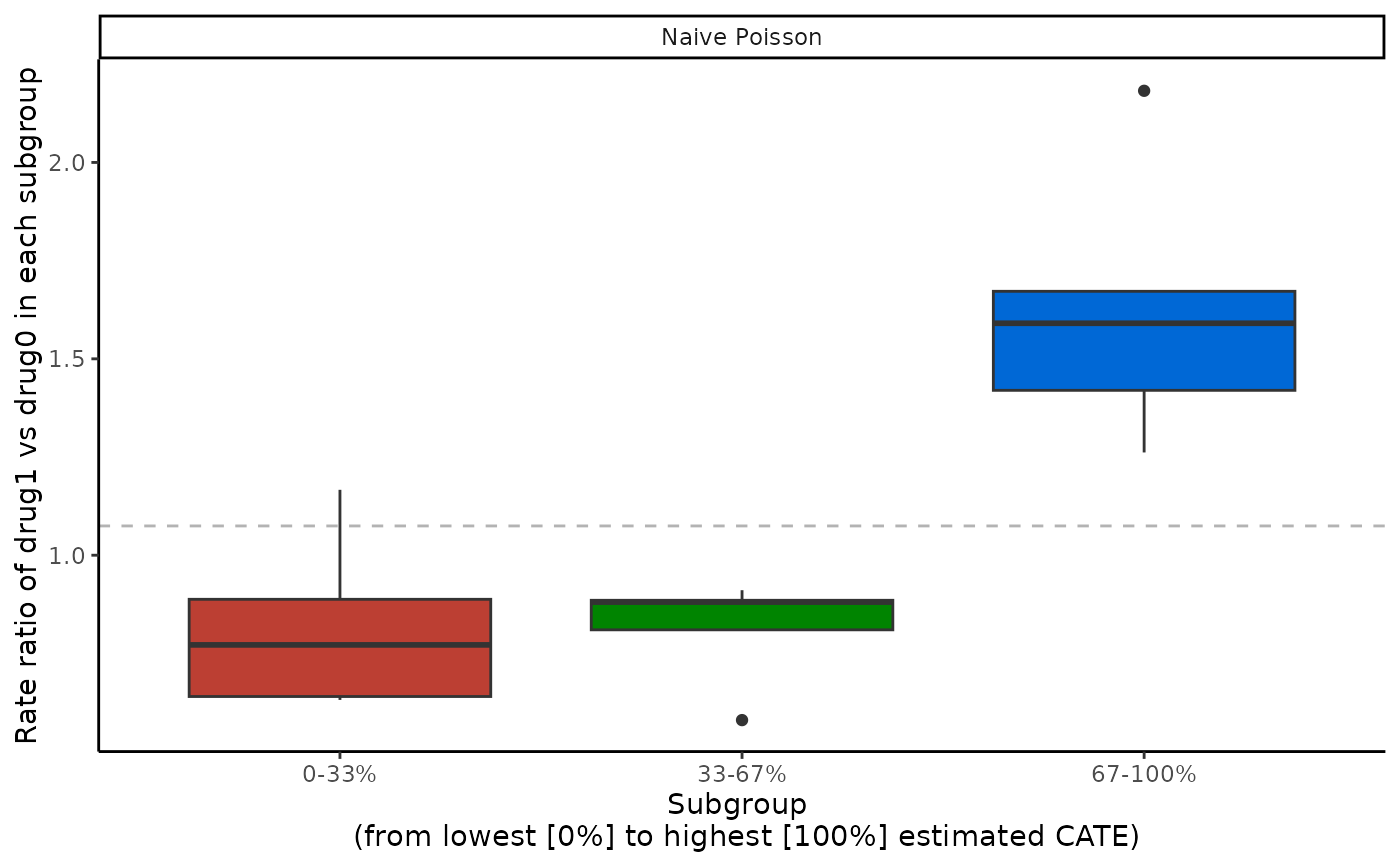 Naive Poisson
Rate ratio of drug1 vs drug0 in each subgroup
2.0
1.5
1.0
0-33%
33-67%
67-100%
Subgroup
(from lowest [0%] to highest [100%] estimated CATE)